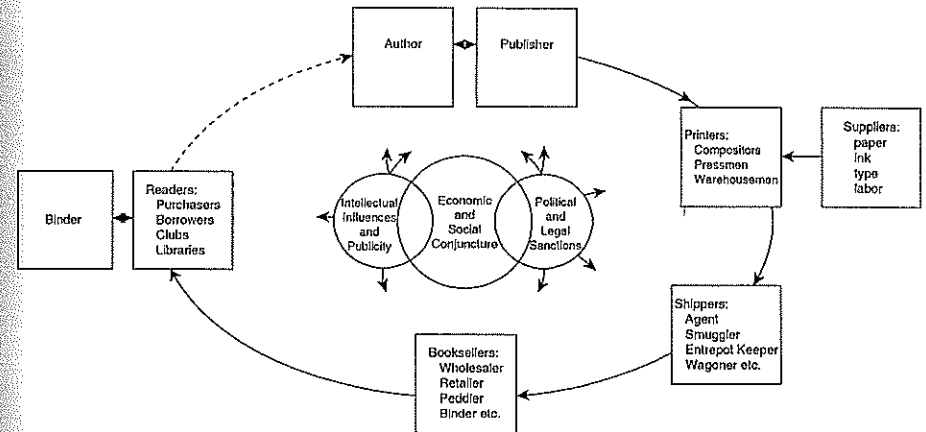 Author
Publisher
Printers:
Compositors
Pressmen
Warehousemen
Suppliers:
paper
ink
type
labor
Binder
Readers:
Purchasers
Borrowers
Clubs
Libraries
Intellectual
Influences
and
Publicity
Economic
and
Social
Conjuncture
Political
and
Legal
Sanctions
Shippers:
Agent
Smuggler
Entrepot Keeper
Wagoner etc.
Booksellers:
Wholesaler
Retailer
Peddler
Binder etc.